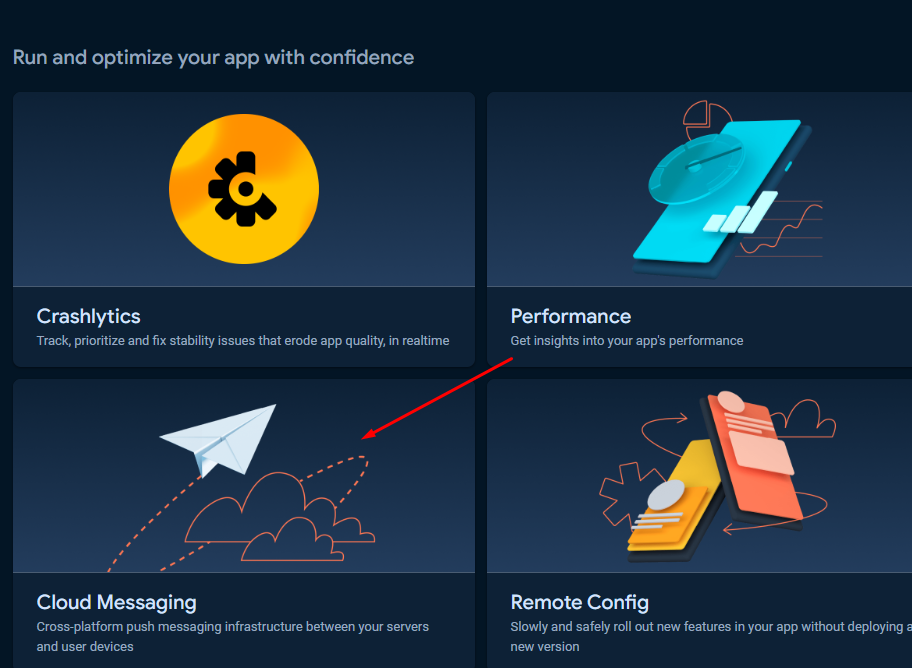 Run and optimize your app with confidence
Crashlytics
Track, prioritize and fix stability issues that erode app quality, in realtime
Performance
Get insights into your app's performance
Cloud Messaging
Cross-platform push messaging infrastructure between your servers
and user devices
Remote Config
Slowly and safely roll out new features in your app without deploying a
new version